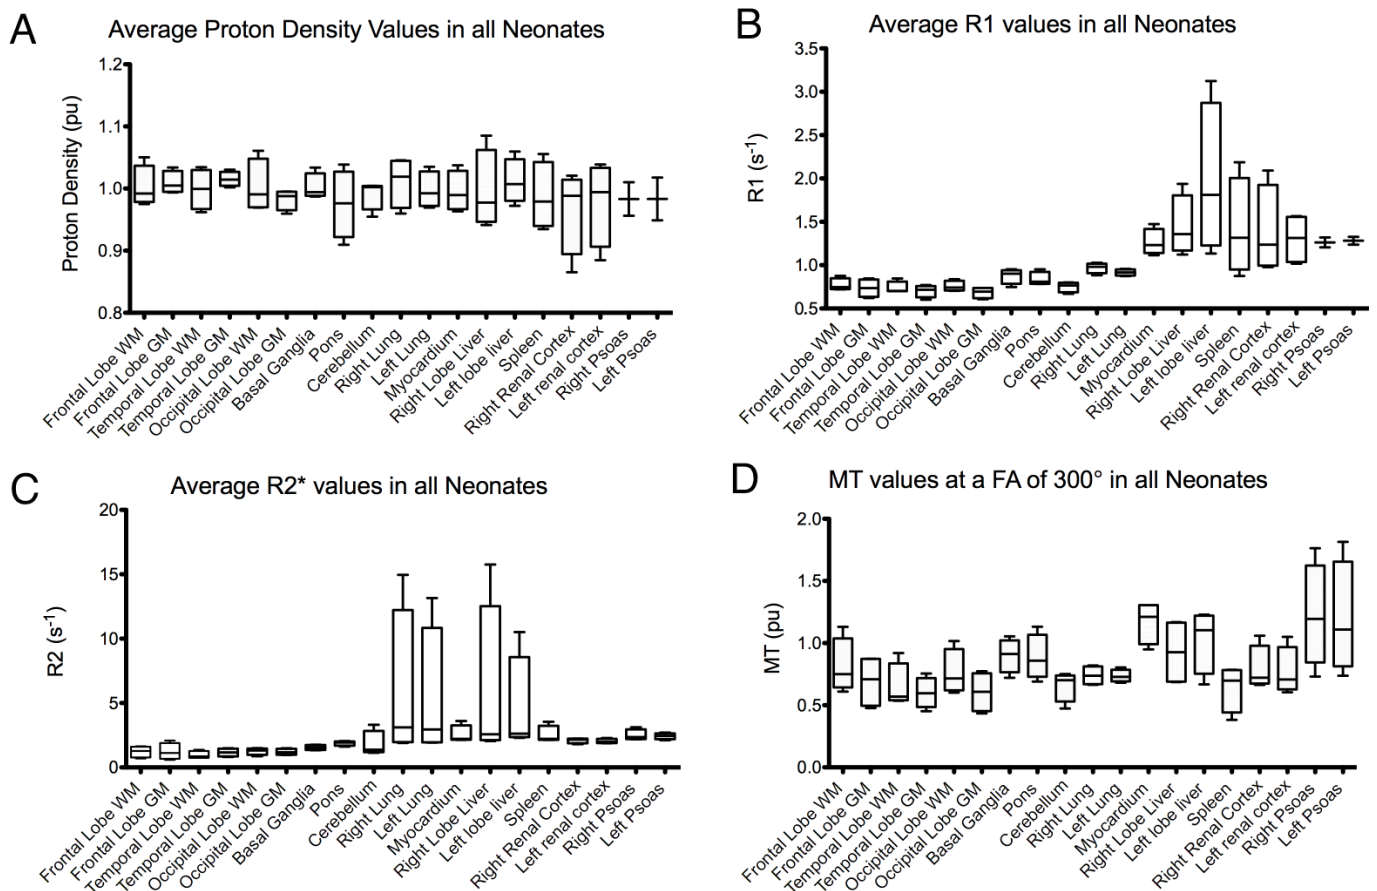 A
Average Proton Density Values in all Neonates
Proton Density (pu)
1.2
1.1
1.0
0.9
0.8
Frontal Lobe WM
Frontal Lobe GM
Temporal Lobe WM
Temporal Lobe GM
Occipital Lobe WM
Occipital Lobe GM
Basal Ganglia
Pons
Cerebellum
Right Lung
Left Lung
Myocardium
Right Lobe Liver
Left lobe liver
Spleen
Right Renal Cortex
Left renal cortex
Right Psoas
Left Psoas
B
Average R1 values in all Neonates
R1 (s⁻¹)
3.5
3.0
2.5
2.0
1.5
1.0
0.5
Frontal Lobe WM
Frontal Lobe GM
Temporal Lobe WM
Temporal Lobe GM
Occipital Lobe WM
Occipital Lobe GM
Basal Ganglia
Pons
Cerebellum
Right Lung
Left Lung
Myocardium
Right Lobe Liver
Left lobe liver
Spleen
Right Renal Cortex
Left renal cortex
Right Psoas
Left Psoas
C
Average R2* values in all Neonates
R2 (s⁻¹)
20
15
10
5
0
Frontal Lobe WM
Frontal Lobe GM
Temporal Lobe WM
Temporal Lobe GM
Occipital Lobe WM
Occipital Lobe GM
Basal Ganglia
Pons
Cerebellum
Right Lung
Left Lung
Myocardium
Right Lobe Liver
Left lobe liver
Spleen
Right Renal Cortex
Left renal cortex
Right Psoas
Left Psoas
D
MT values at a FA of 300° in all Neonates
MT (pu)
2.0
1.5
1.0
0.5
0.0
Frontal Lobe WM
Frontal Lobe GM
Temporal Lobe WM
Temporal Lobe GM
Occipital Lobe WM
Occipital Lobe GM
Basal Ganglia
Pons
Cerebellum
Right Lung
Left Lung
Myocardium
Right Lobe Liver
Left lobe liver
Spleen
Right Renal Cortex
Left renal cortex
Right Psoas
Left Psoas